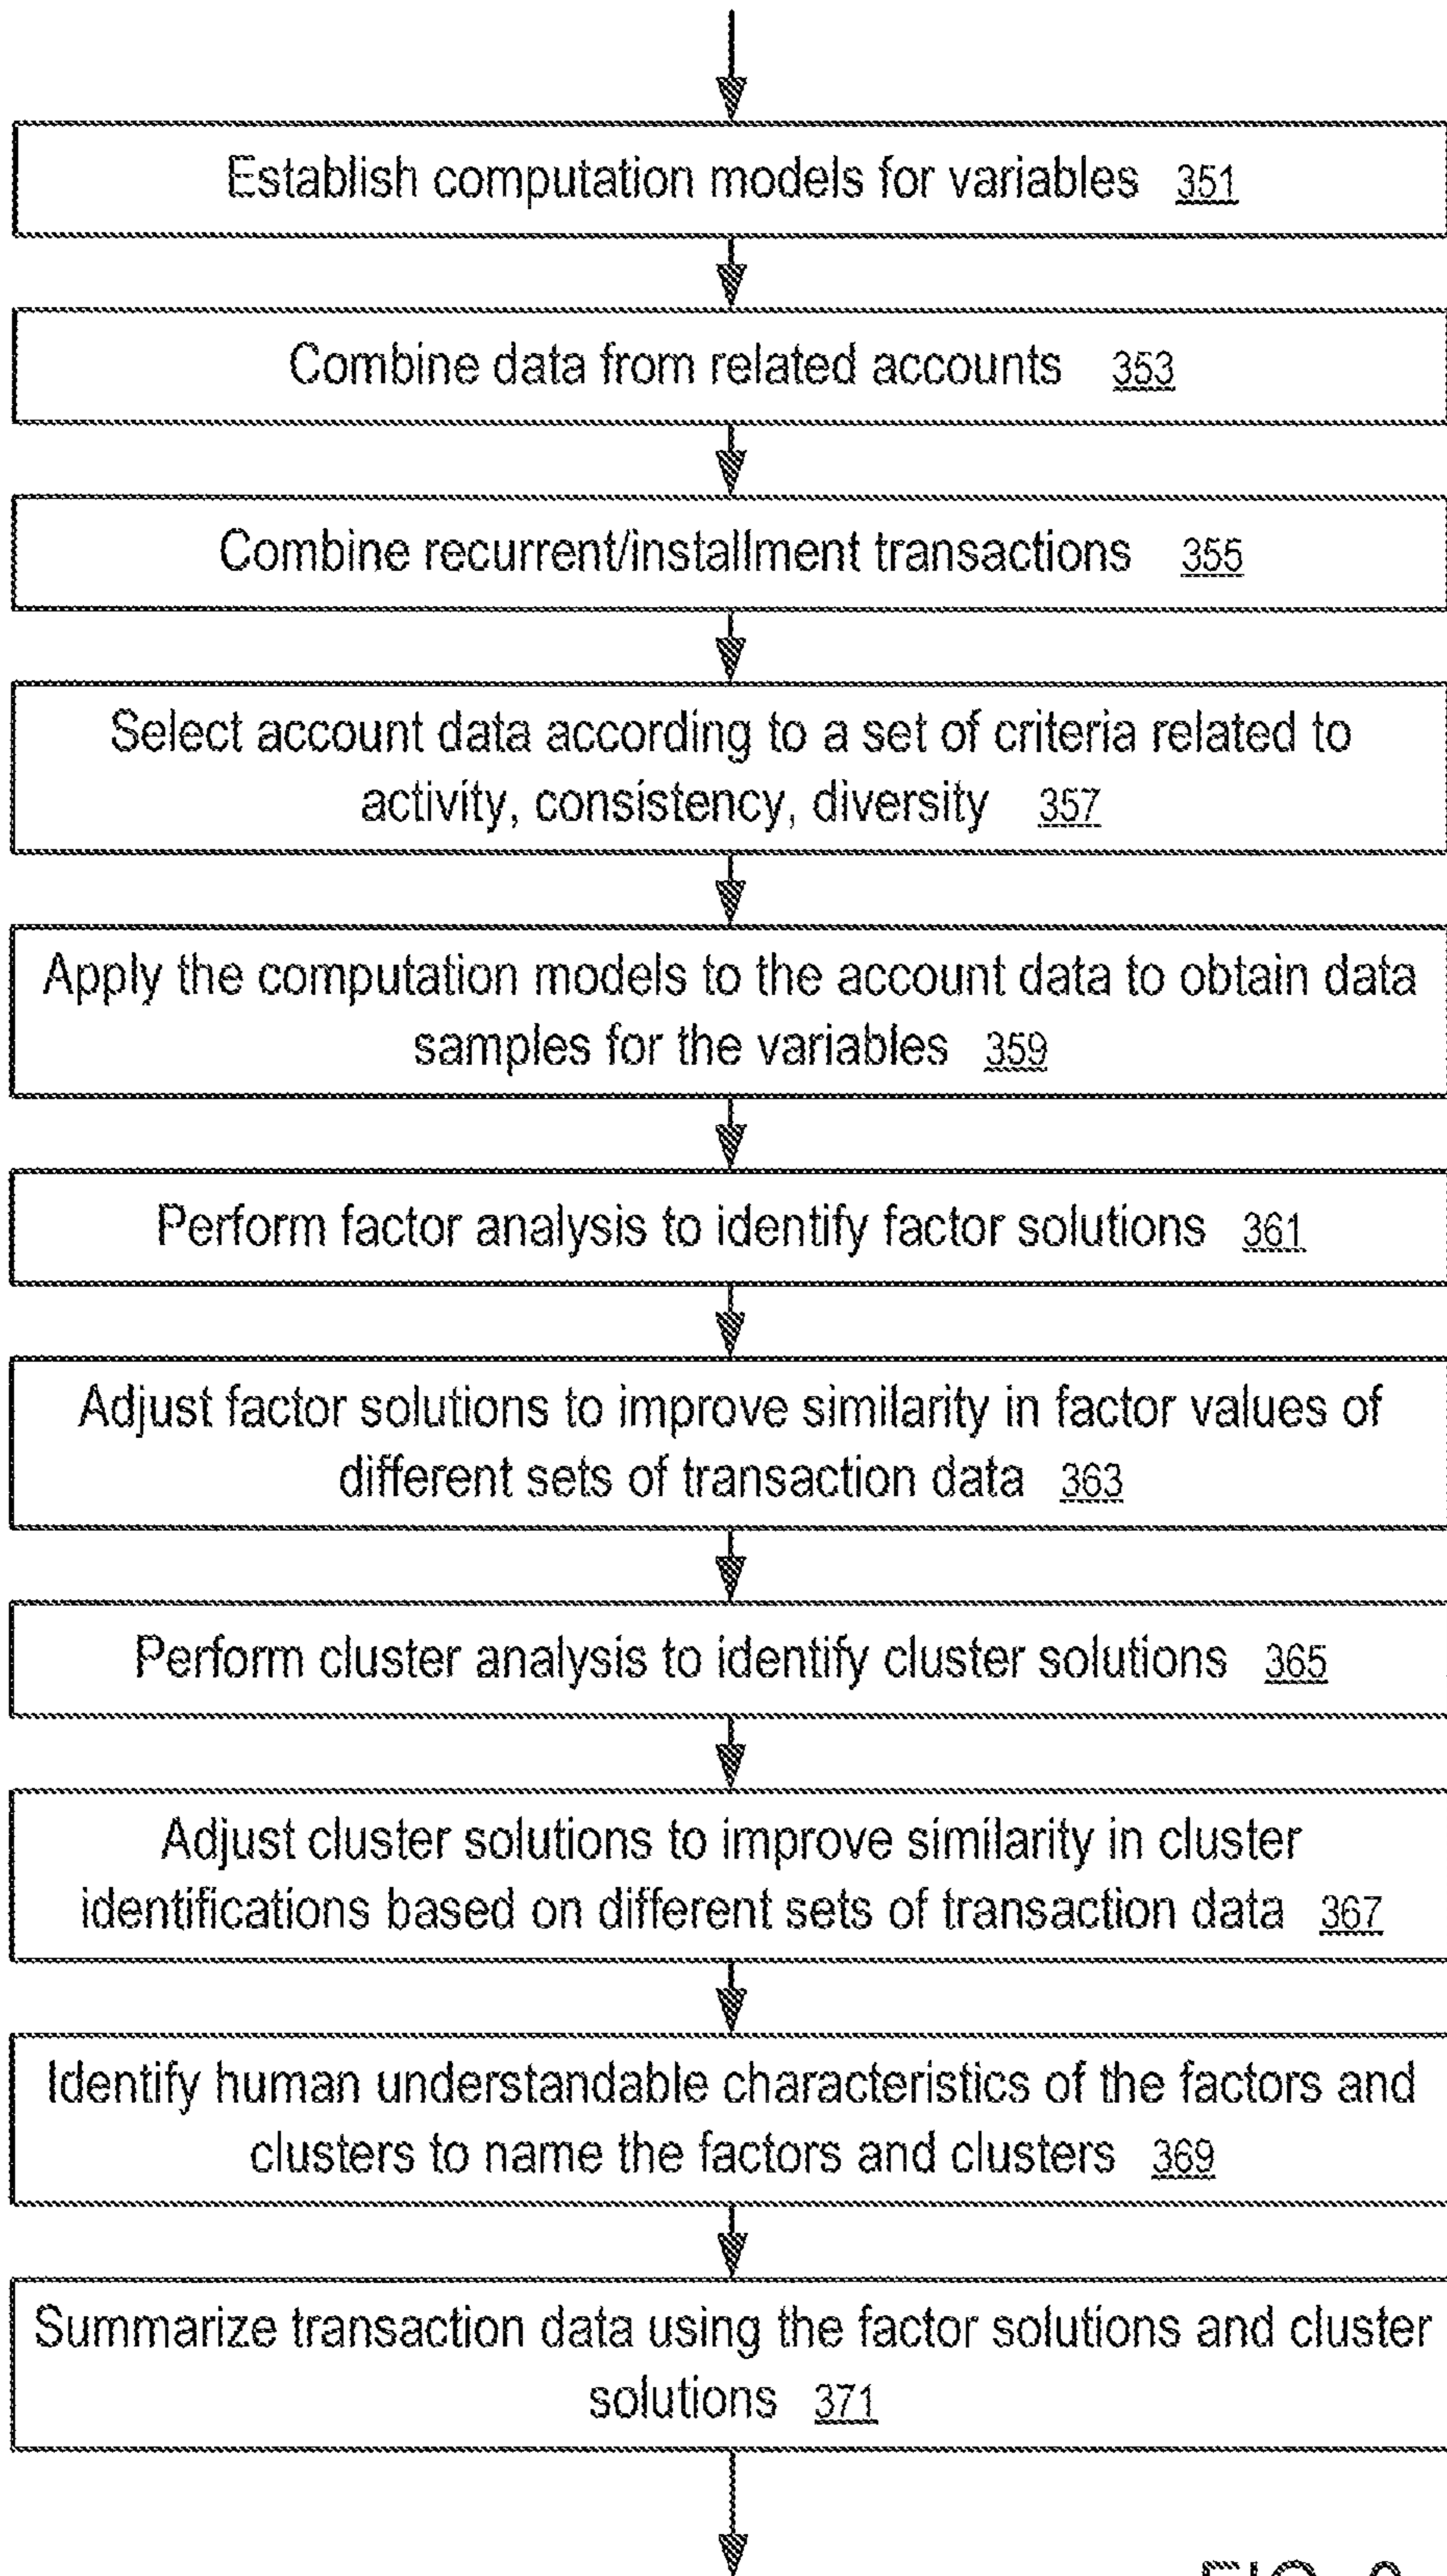 Establish computation models for variables 351
Combine data from related accounts 353
Combine recurrent/installment transactions 355
Select account data according to a set of criteria related to
activity, consistency, diversity 357
Apply the computation models to the account data to obtain data
samples for the variables 359
Perform factor analysis to identify factor solutions 361
Adjust factor solutions to improve similarity in factor values of
different sets of transaction data 363
Perform cluster analysis to identify cluster solutions 365
Adjust cluster solutions to improve similarity in cluster
identifications based on different sets of transaction data 367
Identify human understandable characteristics of the factors and
clusters to name the factors and clusters 369
Summarize transaction data using the factor solutions and cluster
solutions 371
FIG.